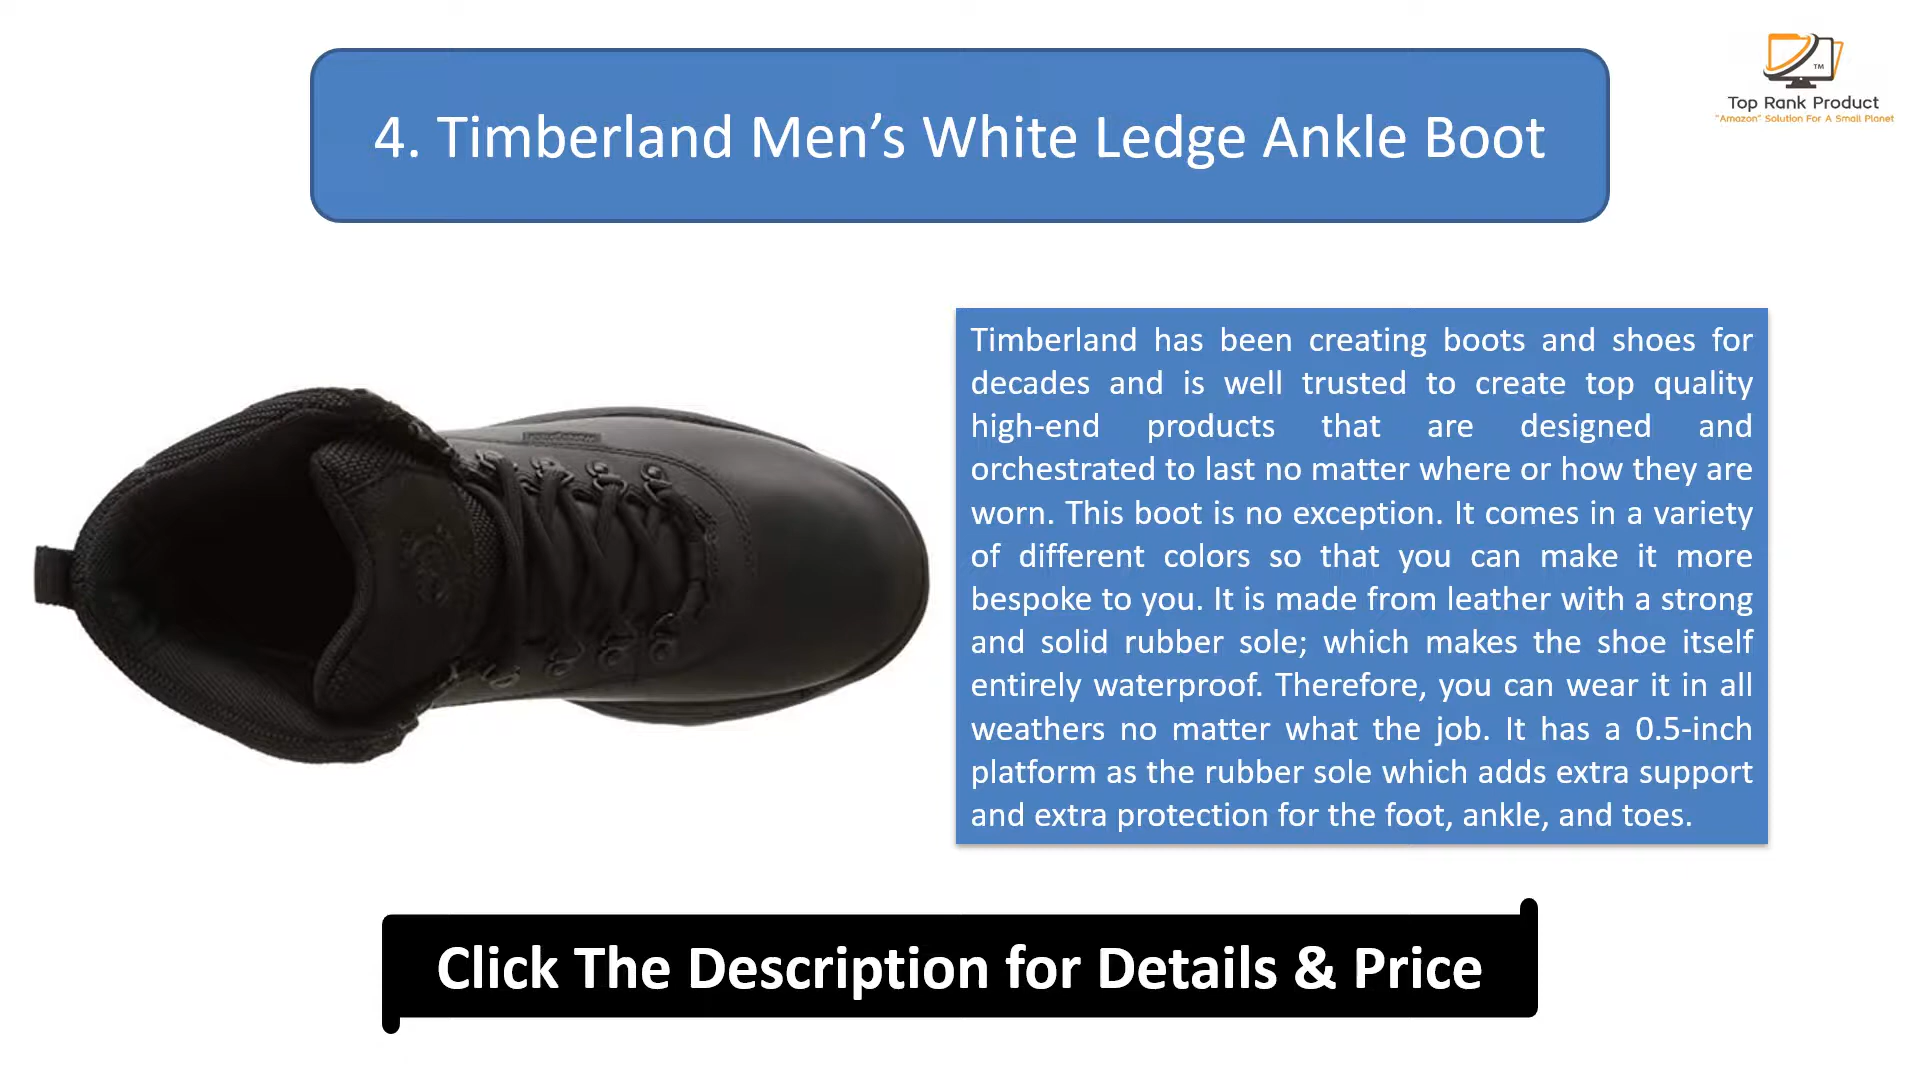 4. Timberland Men’s White Ledge Ankle Boot
TM
Top Rank Product
"Amazon" Solution For A Small Planet
Timberland has been creating boots and shoes for
decades and is well trusted to create top quality
high-end products that are designed and
orchestrated to last no matter where or how they are
worn. This boot is no exception. It comes in a variety
of different colors so that you can make it more
bespoke to you. It is made from leather with a strong
and solid rubber sole; which makes the shoe itself
entirely waterproof. Therefore, you can wear it in all
weathers no matter what the job. It has a 0.5-inch
platform as the rubber sole which adds extra support
and extra protection for the foot, ankle, and toes.
Click The Description for Details & Price